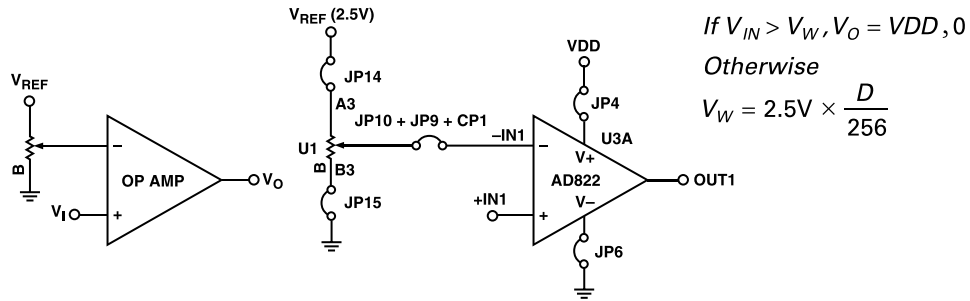 V_REF
B
−
OP AMP
V_O
V_I
+
V_REF (2.5V)
JP14
A3
JP10 + JP9 + CP1
U1
B
B3
JP15
VDD
JP4
−IN1
−
U3A
V+
AD822
OUT1
V−
+IN1
+
JP6
If V_IN > V_W, V_O = VDD, 0
Otherwise
V_W = 2.5V × D/256